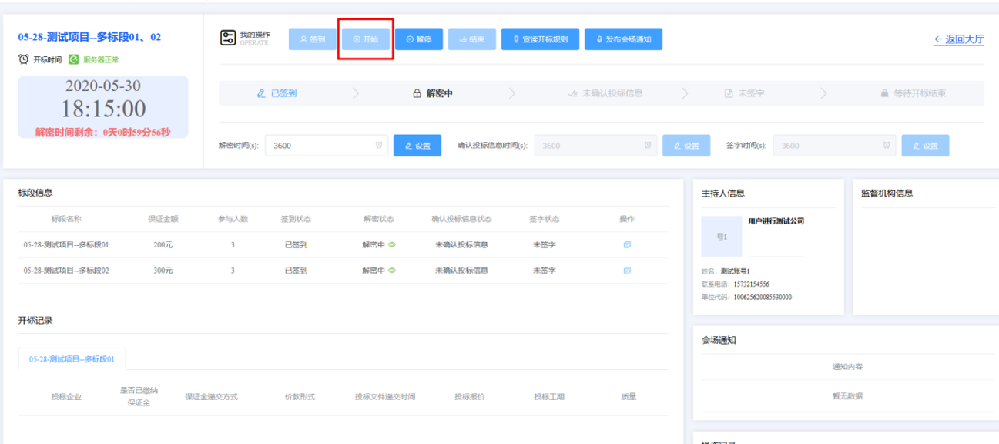 05-28-测试项目--多标段01、02
开标时间 服务器正常
2020-05-30
18:15:00
解密时间剩余：0天0时59分56秒
我的操作
OPERATE
签到 开始 暂停 结束 宣读开标规则 发布会场通知
返回大厅
已签到 解密中 未确认投标信息 未签字 等待开标结束
解密时间(s): 3600 设置 确认投标信息时间(s): 3600 设置 签字时间(s): 3600 设置
标段信息
标段名称 保证金额 参与人数 签到状态 解密状态 确认投标信息状态 签字状态 操作
05-28-测试项目--多标段01 200元 3 已签到 解密中 未确认投标信息 未签字
05-28-测试项目--多标段02 300元 3 已签到 解密中 未确认投标信息 未签字
开标记录
05-28-测试项目--多标段01
投标企业 是否已缴纳保证金 保证金递交方式 价款形式 投标文件递交时间 投标报价 投标工期 质量
主持人信息
号1
用户进行测试公司
姓名：测试账号1
联系电话：15732154556
单位代码：100625620085530000
监督机构信息
会场通知
通知内容
暂无数据